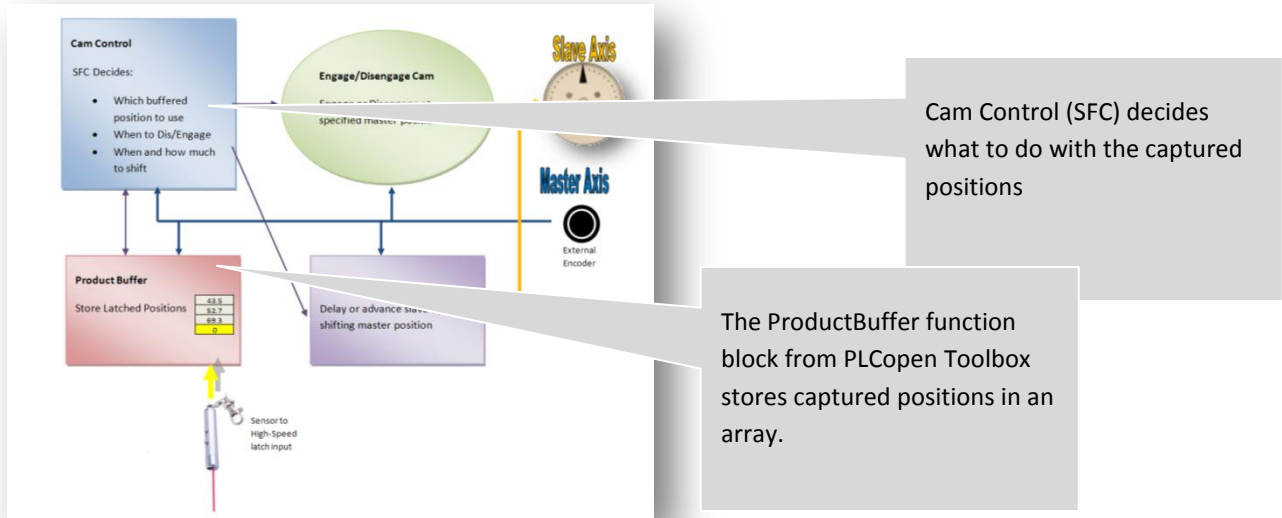 Cam Control
SFC Decides:
• Which buffered
position to use
• When to Dis/Engage
• When and how much
to shift
Engage/Disengage Cam
specified master
Slave Axis
Master Axis
External
Encoder
Product Buffer
Store Latched Positions
43.5
52.7
69.3
0
Delay or advance
shifting master position
Sensor to
High-Speed
latch input
Cam Control (SFC) decides
what to do with the captured
positions
The ProductBuffer function
block from PLCopen Toolbox
stores captured positions in an
array.